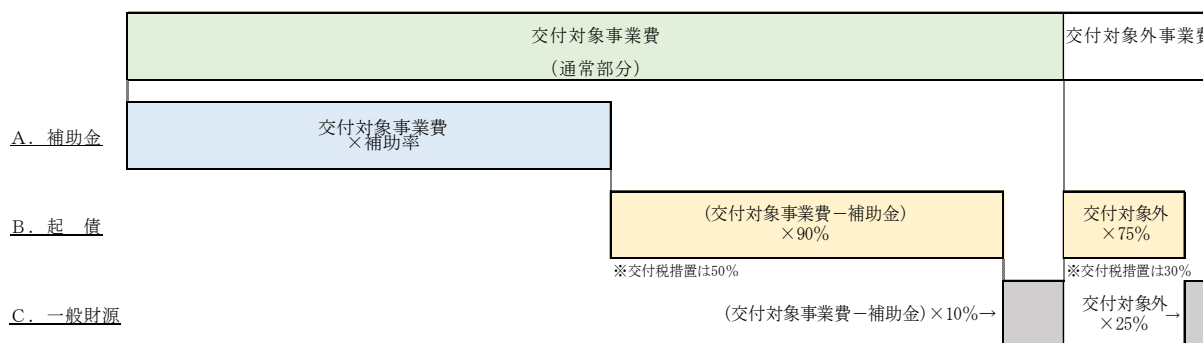 交付対象事業費
(通常部分)
交付対象外事業費
A．補助金
交付対象事業費
×補助率
B．起　債
(交付対象事業費－補助金)
×90％
交付対象外
×75％
※交付税措置は50％
※交付税措置は30％
C．一般財源
(交付対象事業費－補助金)×10％→
交付対象外
×25％
→